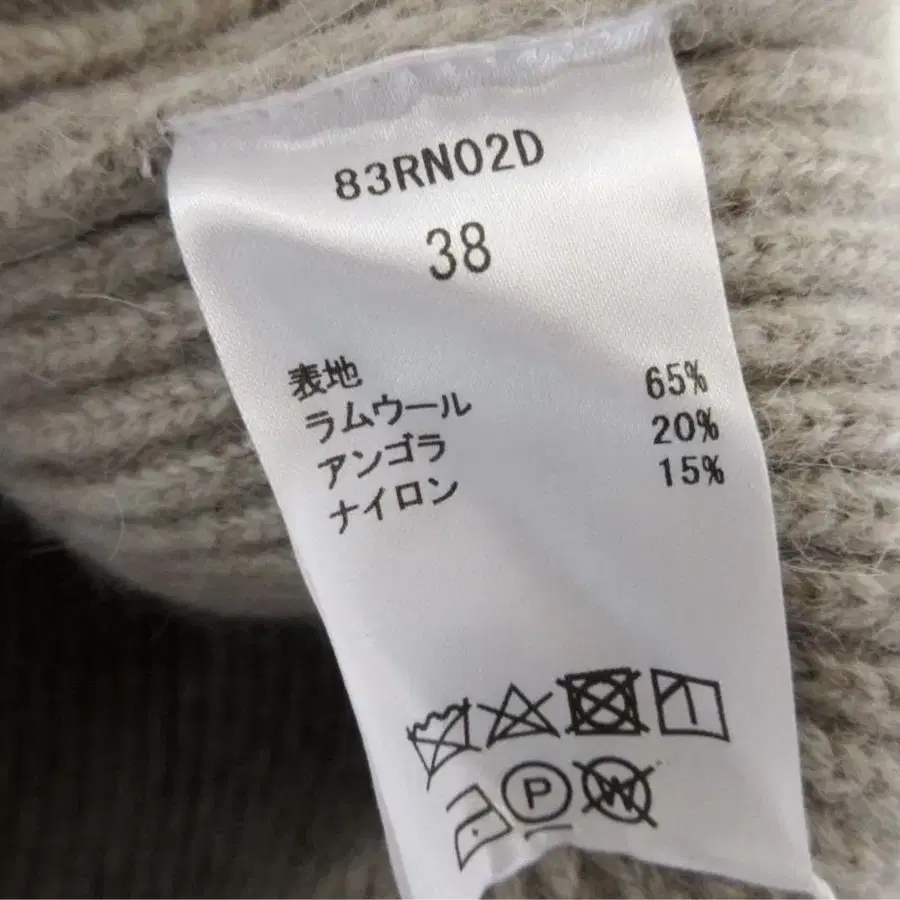 83RN02D
38
表地
ラムウール 65%
アンゴラ 20%
ナイロン 15%
P
W